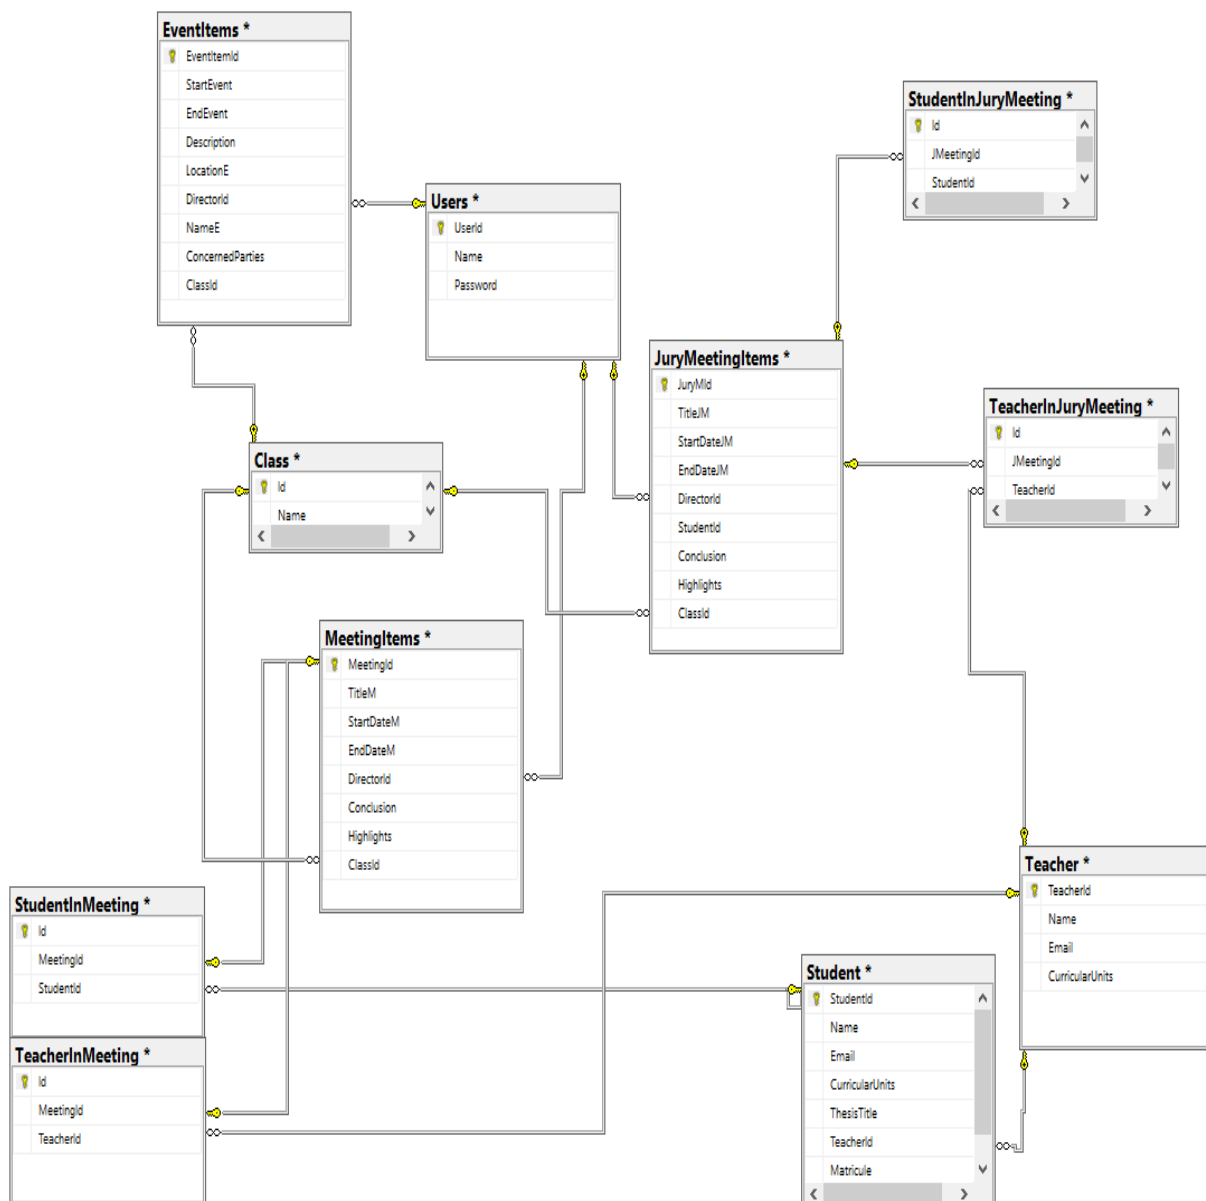 EventItems *
EventItemId
StartEvent
EndEvent
Description
LocationE
DirectorId
NameE
ConcernedParties
ClassId
Users *
UserId
Name
Password
StudentInJuryMeeting *
Id
JMeetingId
StudentId
JuryMeetingItems *
JuryMId
TitleJM
StartDateJM
EndDateJM
DirectorId
StudentId
Conclusion
Highlights
ClassId
TeacherInJuryMeeting *
Id
JMeetingId
TeacherId
Class *
Id
Name
MeetingItems *
MeetingId
TitleM
StartDateM
EndDateM
DirectorId
Conclusion
Highlights
ClassId
Teacher *
TeacherId
Name
Email
CurricularUnits
StudentInMeeting *
Id
MeetingId
StudentId
Student *
StudentId
Name
Email
CurricularUnits
ThesisTitle
TeacherId
Matricule
TeacherInMeeting *
Id
MeetingId
TeacherId